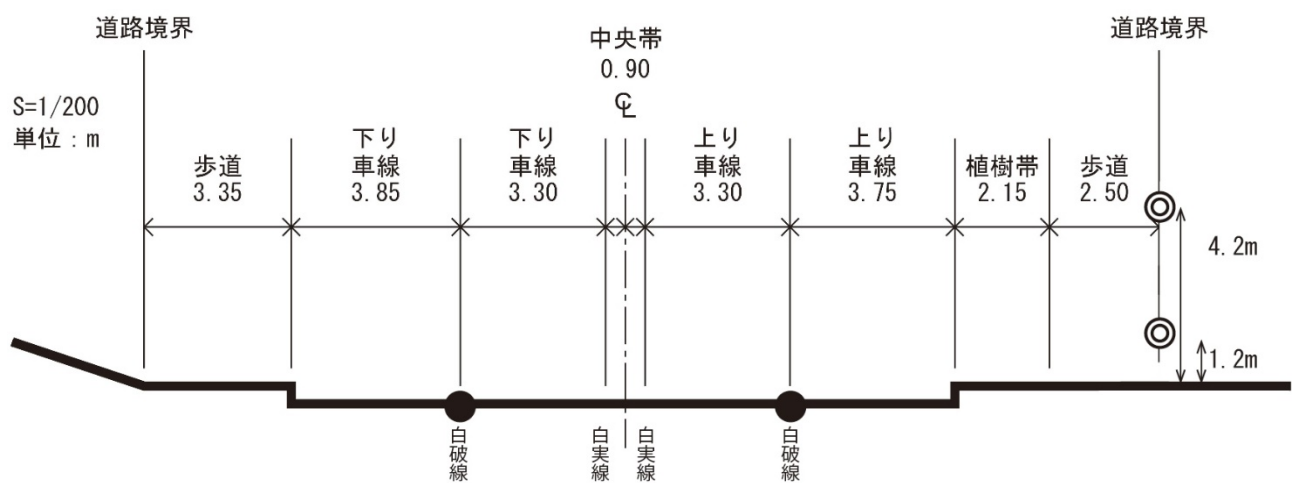 道路境界
中央帯
0.90
℄
道路境界
S=1/200
単位：m
歩道
3.35
下り
車線
3.85
下り
車線
3.30
上り
車線
3.30
上り
車線
3.75
植樹帯
2.15
歩道
2.50
4.2m
1.2m
白破線
白実線
白実線
白破線